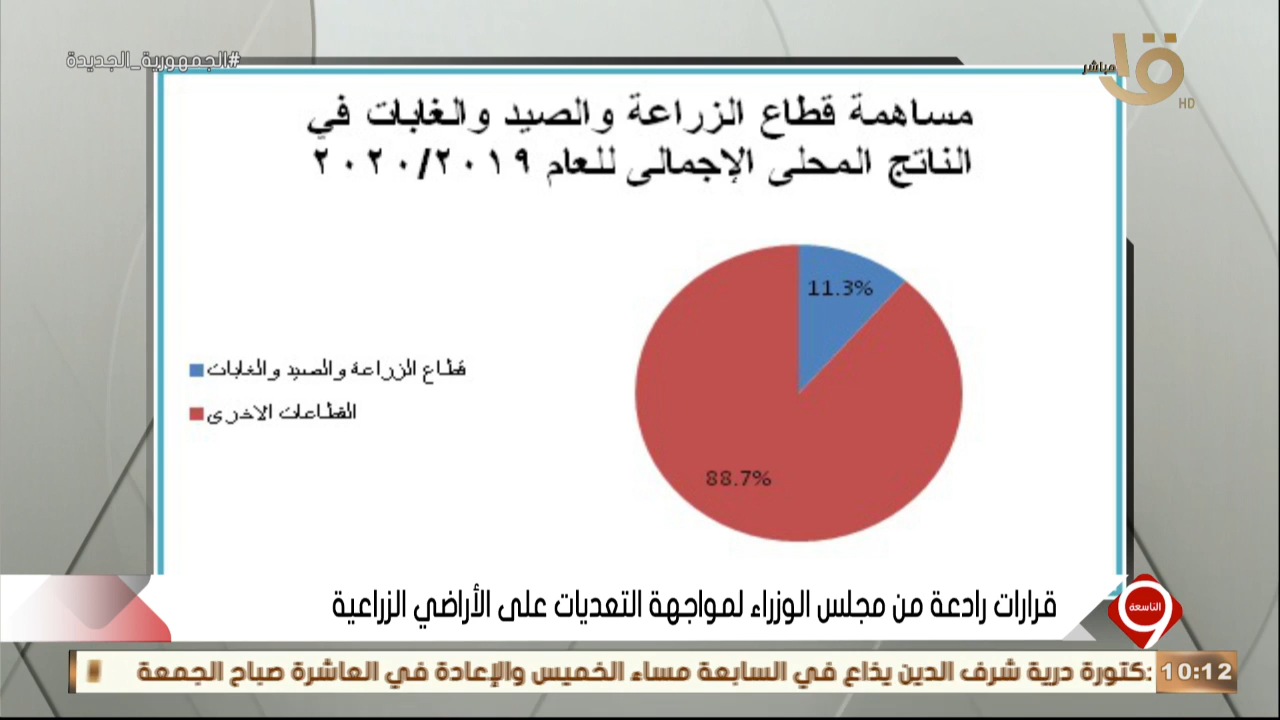 #الجمهورية_الجديدة
مباشر
HD
مساهمة قطاع الزراعة والصيد والغابات في
الناتج المحلى الإجمالى للعام ٢٠٢٠/٢٠١٩
11.3%
88.7%
قطاع الزراعة والصيد والغابات
القطاعات الاخرى
قرارات رادعة من مجلس الوزراء لمواجهة التعديات على الأراضي الزراعية
التاسعة
9
كتورة درية شرف الدين يذاع في السابعة مساء الخميس والإعادة في العاشرة صباح الجمعة
10:12